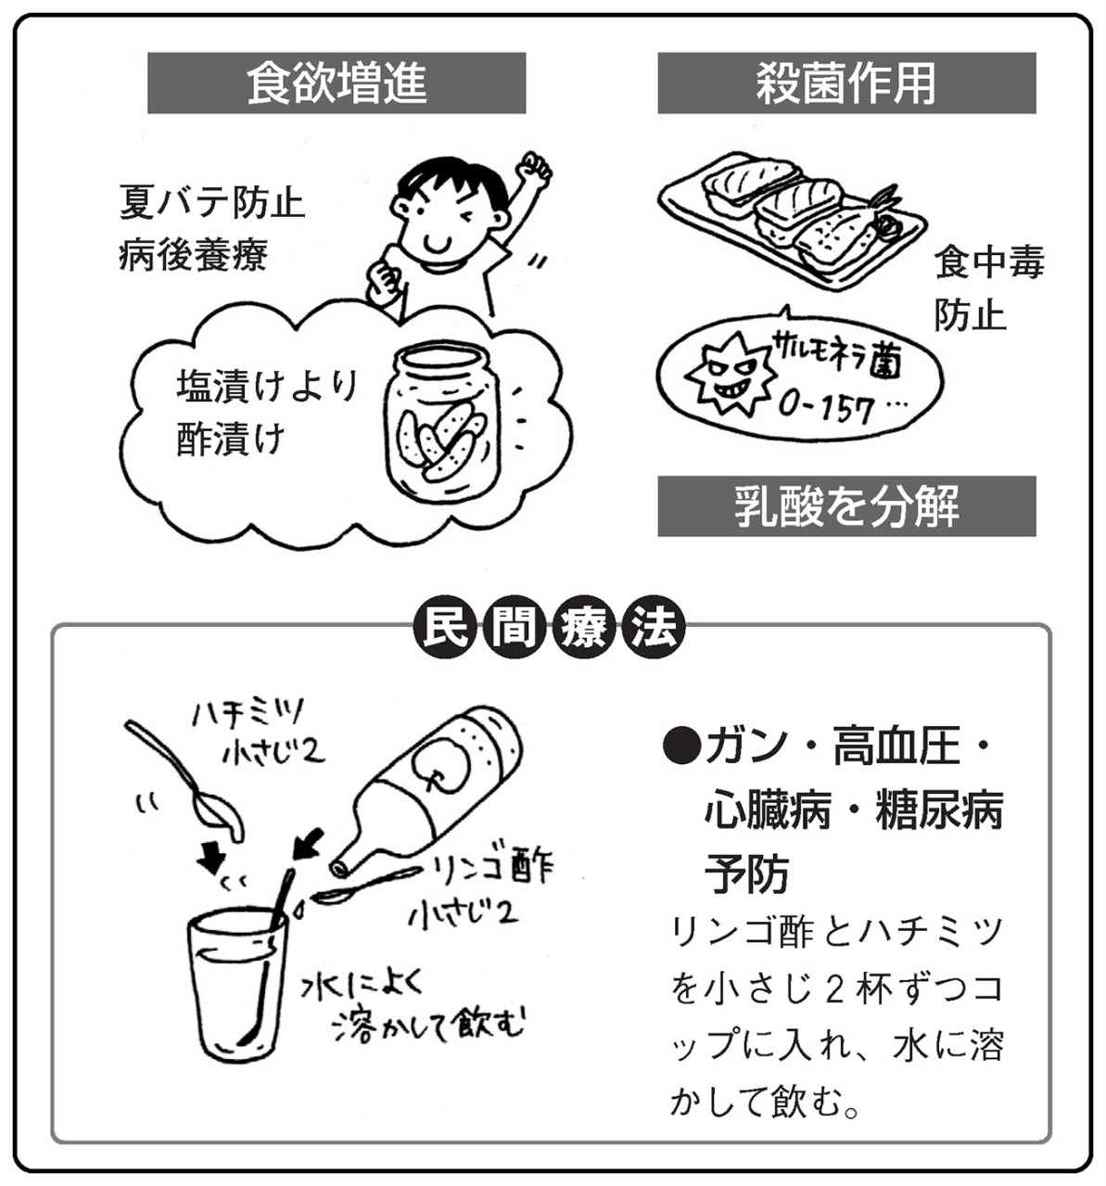 食欲増進
夏バテ防止
病後養療
塩漬けより
酢漬け
殺菌作用
食中毒
防止
サルモネラ菌
O-157…
乳酸を分解
民間療法
ハチミツ
小さじ2
リンゴ酢
小さじ2
水によく
溶かして飲む
●ガン・高血圧・
心臓病・糖尿病
予防
リンゴ酢とハチミツ
を小さじ2杯ずつコ
ップに入れ、水に溶
かして飲む。